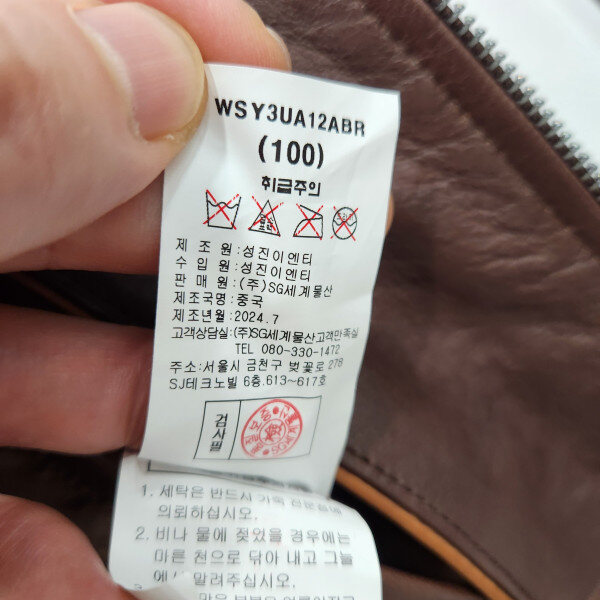 WSY3UA12ABR
(100)
취급주의
제 조 원 : 성진이엔티
수 입 원 : 성진이엔티
판 매 원 : (주)SG세계물산
제조국명 : 중국
제조년월 : 2024.7
고객상담실 : (주)SG세계물산고객만족실
TEL 080-330-1472
주소 : 서울시 금천구 벚꽃로 278
SJ테크노빌 6층.613~617호
검사필
SG세계
1. 세탁은 반드시 가죽 전문점에
의뢰하십시오.
2. 비나 물에 젖었을 경우에는
마른 천으로 닦아 내고 그늘
에서 말려주십시오.